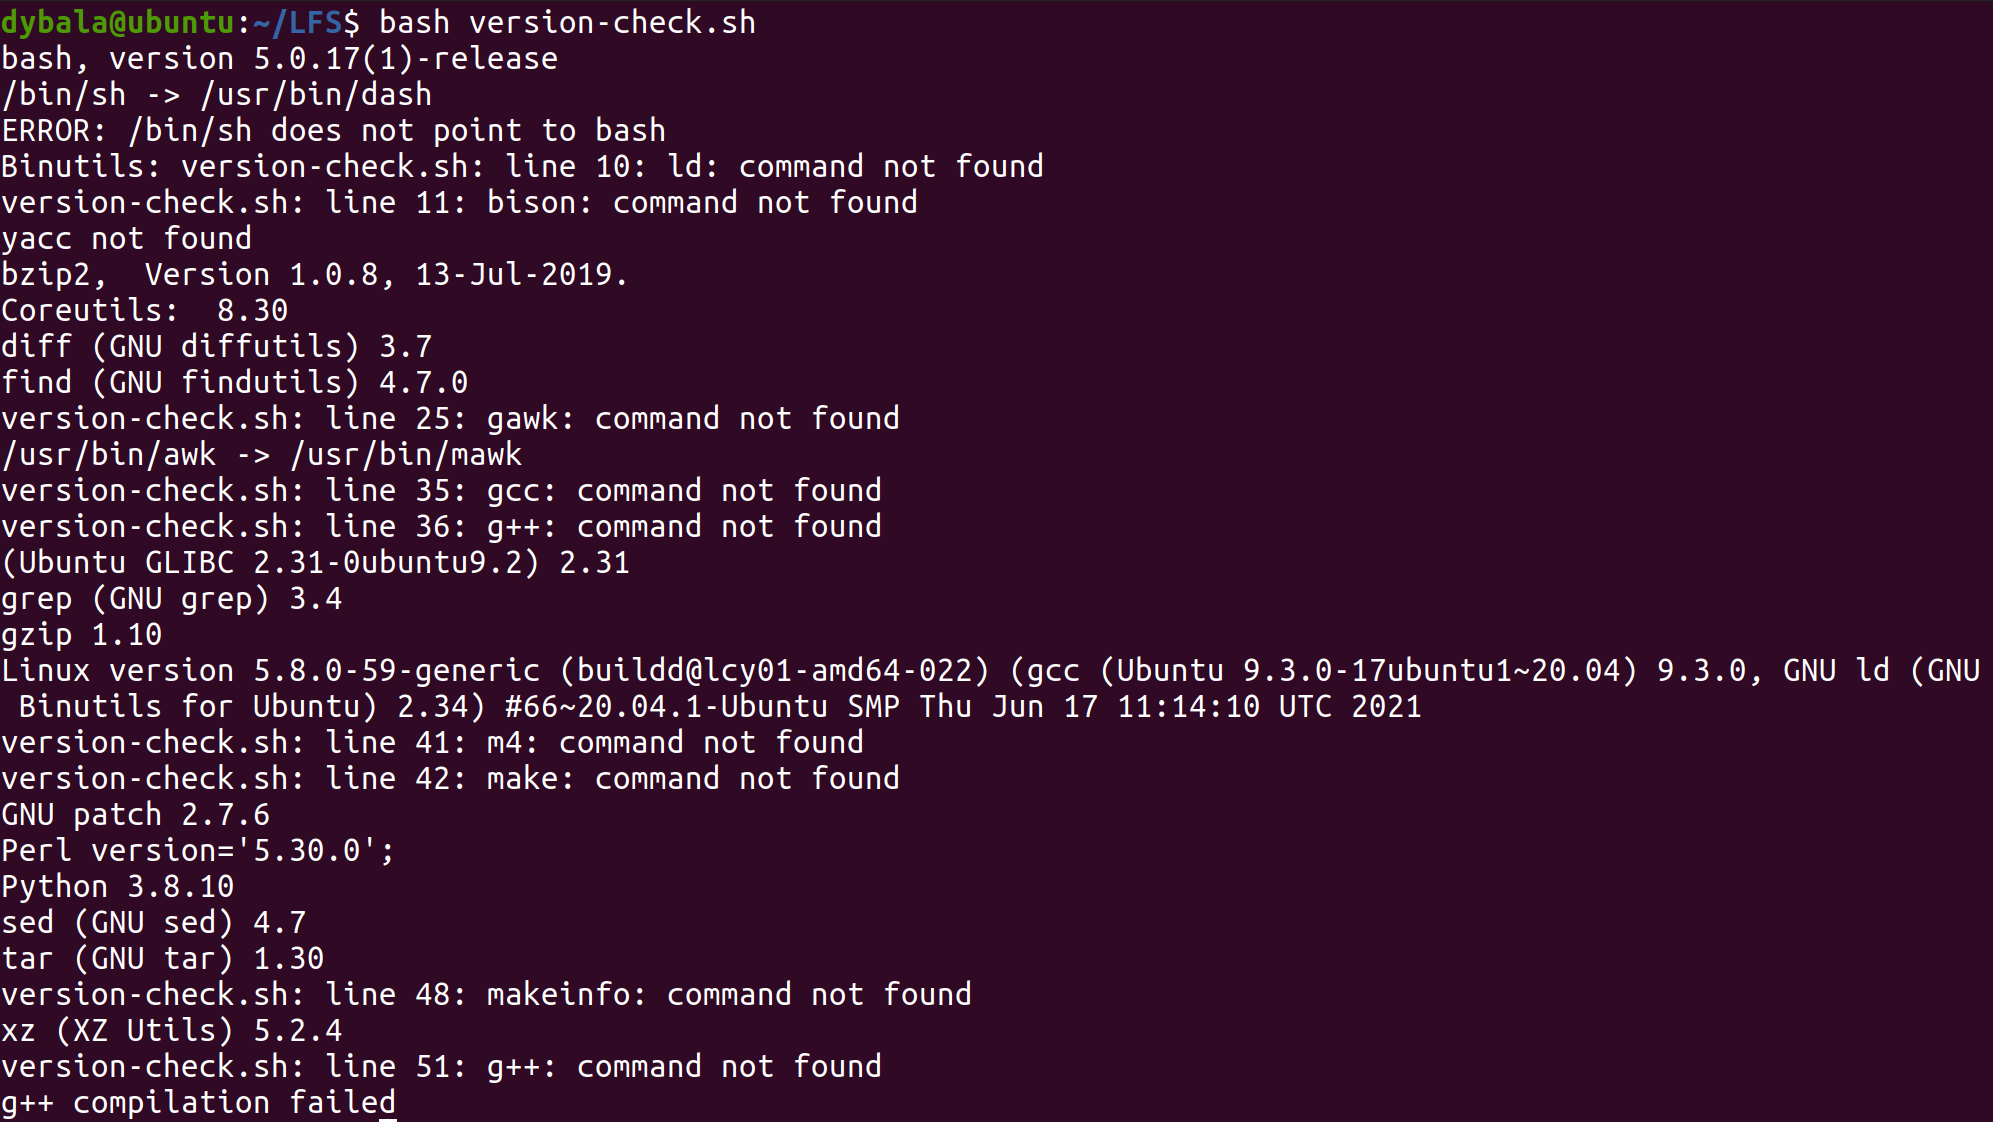 dybala@ubuntu:~/LFS$ bash version-check.sh
bash, version 5.0.17(1)-release
/bin/sh -> /usr/bin/dash
ERROR: /bin/sh does not point to bash
Binutils: version-check.sh: line 10: ld: command not found
version-check.sh: line 11: bison: command not found
yacc not found
bzip2,  Version 1.0.8, 13-Jul-2019.
Coreutils:  8.30
diff (GNU diffutils) 3.7
find (GNU findutils) 4.7.0
version-check.sh: line 25: gawk: command not found
/usr/bin/awk -> /usr/bin/mawk
version-check.sh: line 35: gcc: command not found
version-check.sh: line 36: g++: command not found
(Ubuntu GLIBC 2.31-0ubuntu9.2) 2.31
grep (GNU grep) 3.4
gzip 1.10
Linux version 5.8.0-59-generic (buildd@lcy01-amd64-022) (gcc (Ubuntu 9.3.0-17ubuntu1~20.04) 9.3.0, GNU ld (GNU
 Binutils for Ubuntu) 2.34) #66~20.04.1-Ubuntu SMP Thu Jun 17 11:14:10 UTC 2021
version-check.sh: line 41: m4: command not found
version-check.sh: line 42: make: command not found
GNU patch 2.7.6
Perl version='5.30.0';
Python 3.8.10
sed (GNU sed) 4.7
tar (GNU tar) 1.30
version-check.sh: line 48: makeinfo: command not found
xz (XZ Utils) 5.2.4
version-check.sh: line 51: g++: command not found
g++ compilation failed